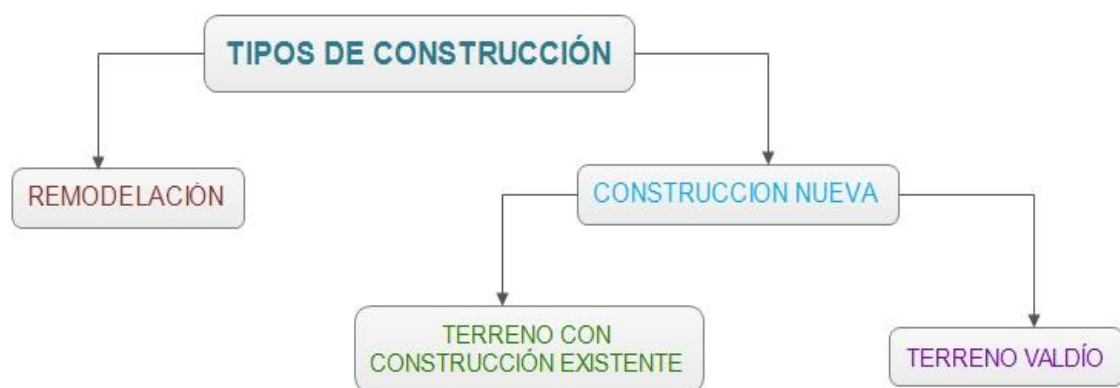 TIPOS DE CONSTRUCCIÓN
REMODELACIÓN
CONSTRUCCION NUEVA
TERRENO CON
CONSTRUCCIÓN EXISTENTE
TERRENO VALDÍO